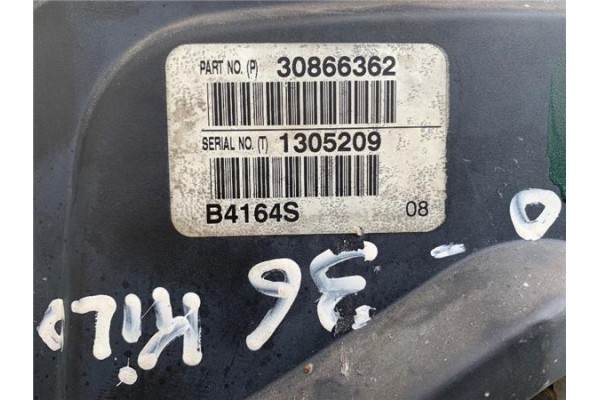 PART NO. (P) 30866362
SERIAL NO. (T) 1305209
B4164S 08